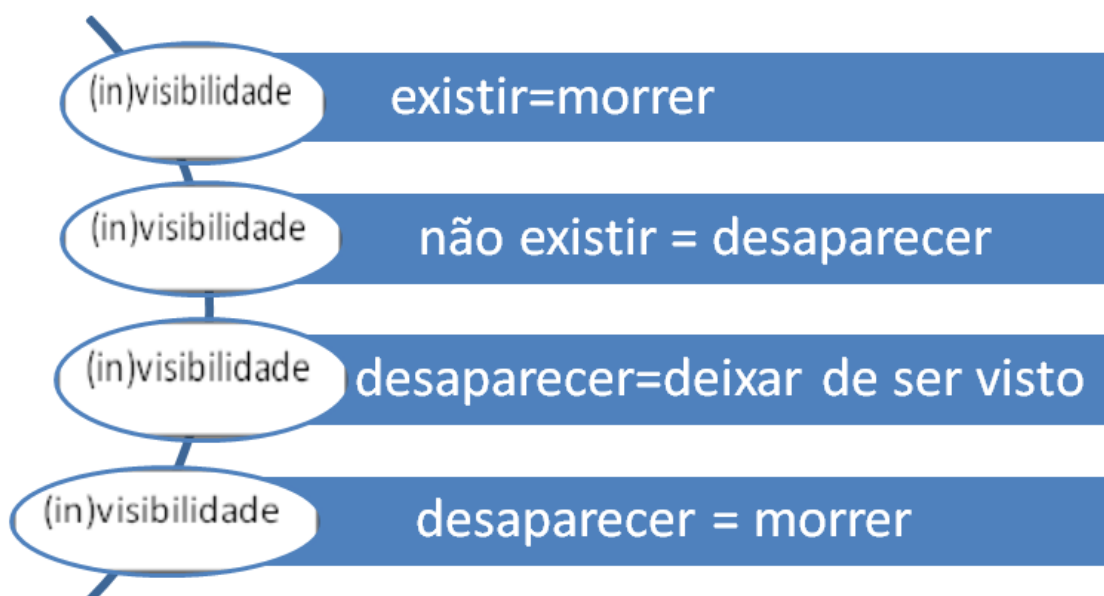 (in)visibilidade existir=morrer
(in)visibilidade não existir = desaparecer
(in)visibilidade desaparecer=deixar de ser visto
(in)visibilidade desaparecer = morrer